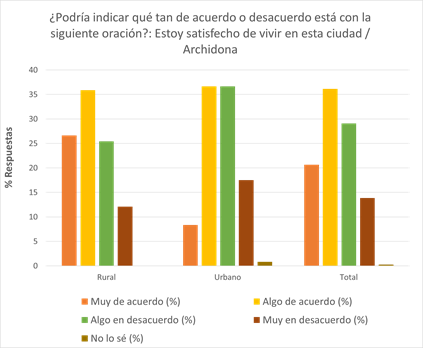 ¿Podría indicar qué tan de acuerdo o desacuerdo está con la
siguiente oración?: Estoy satisfecho de vivir en esta ciudad /
Archidona
% Respuestas
40
35
30
25
20
15
10
5
0
Rural Urbano Total
Muy de acuerdo (%) Algo de acuerdo (%)
Algo en desacuerdo (%) Muy en desacuerdo (%)
No lo sé (%)